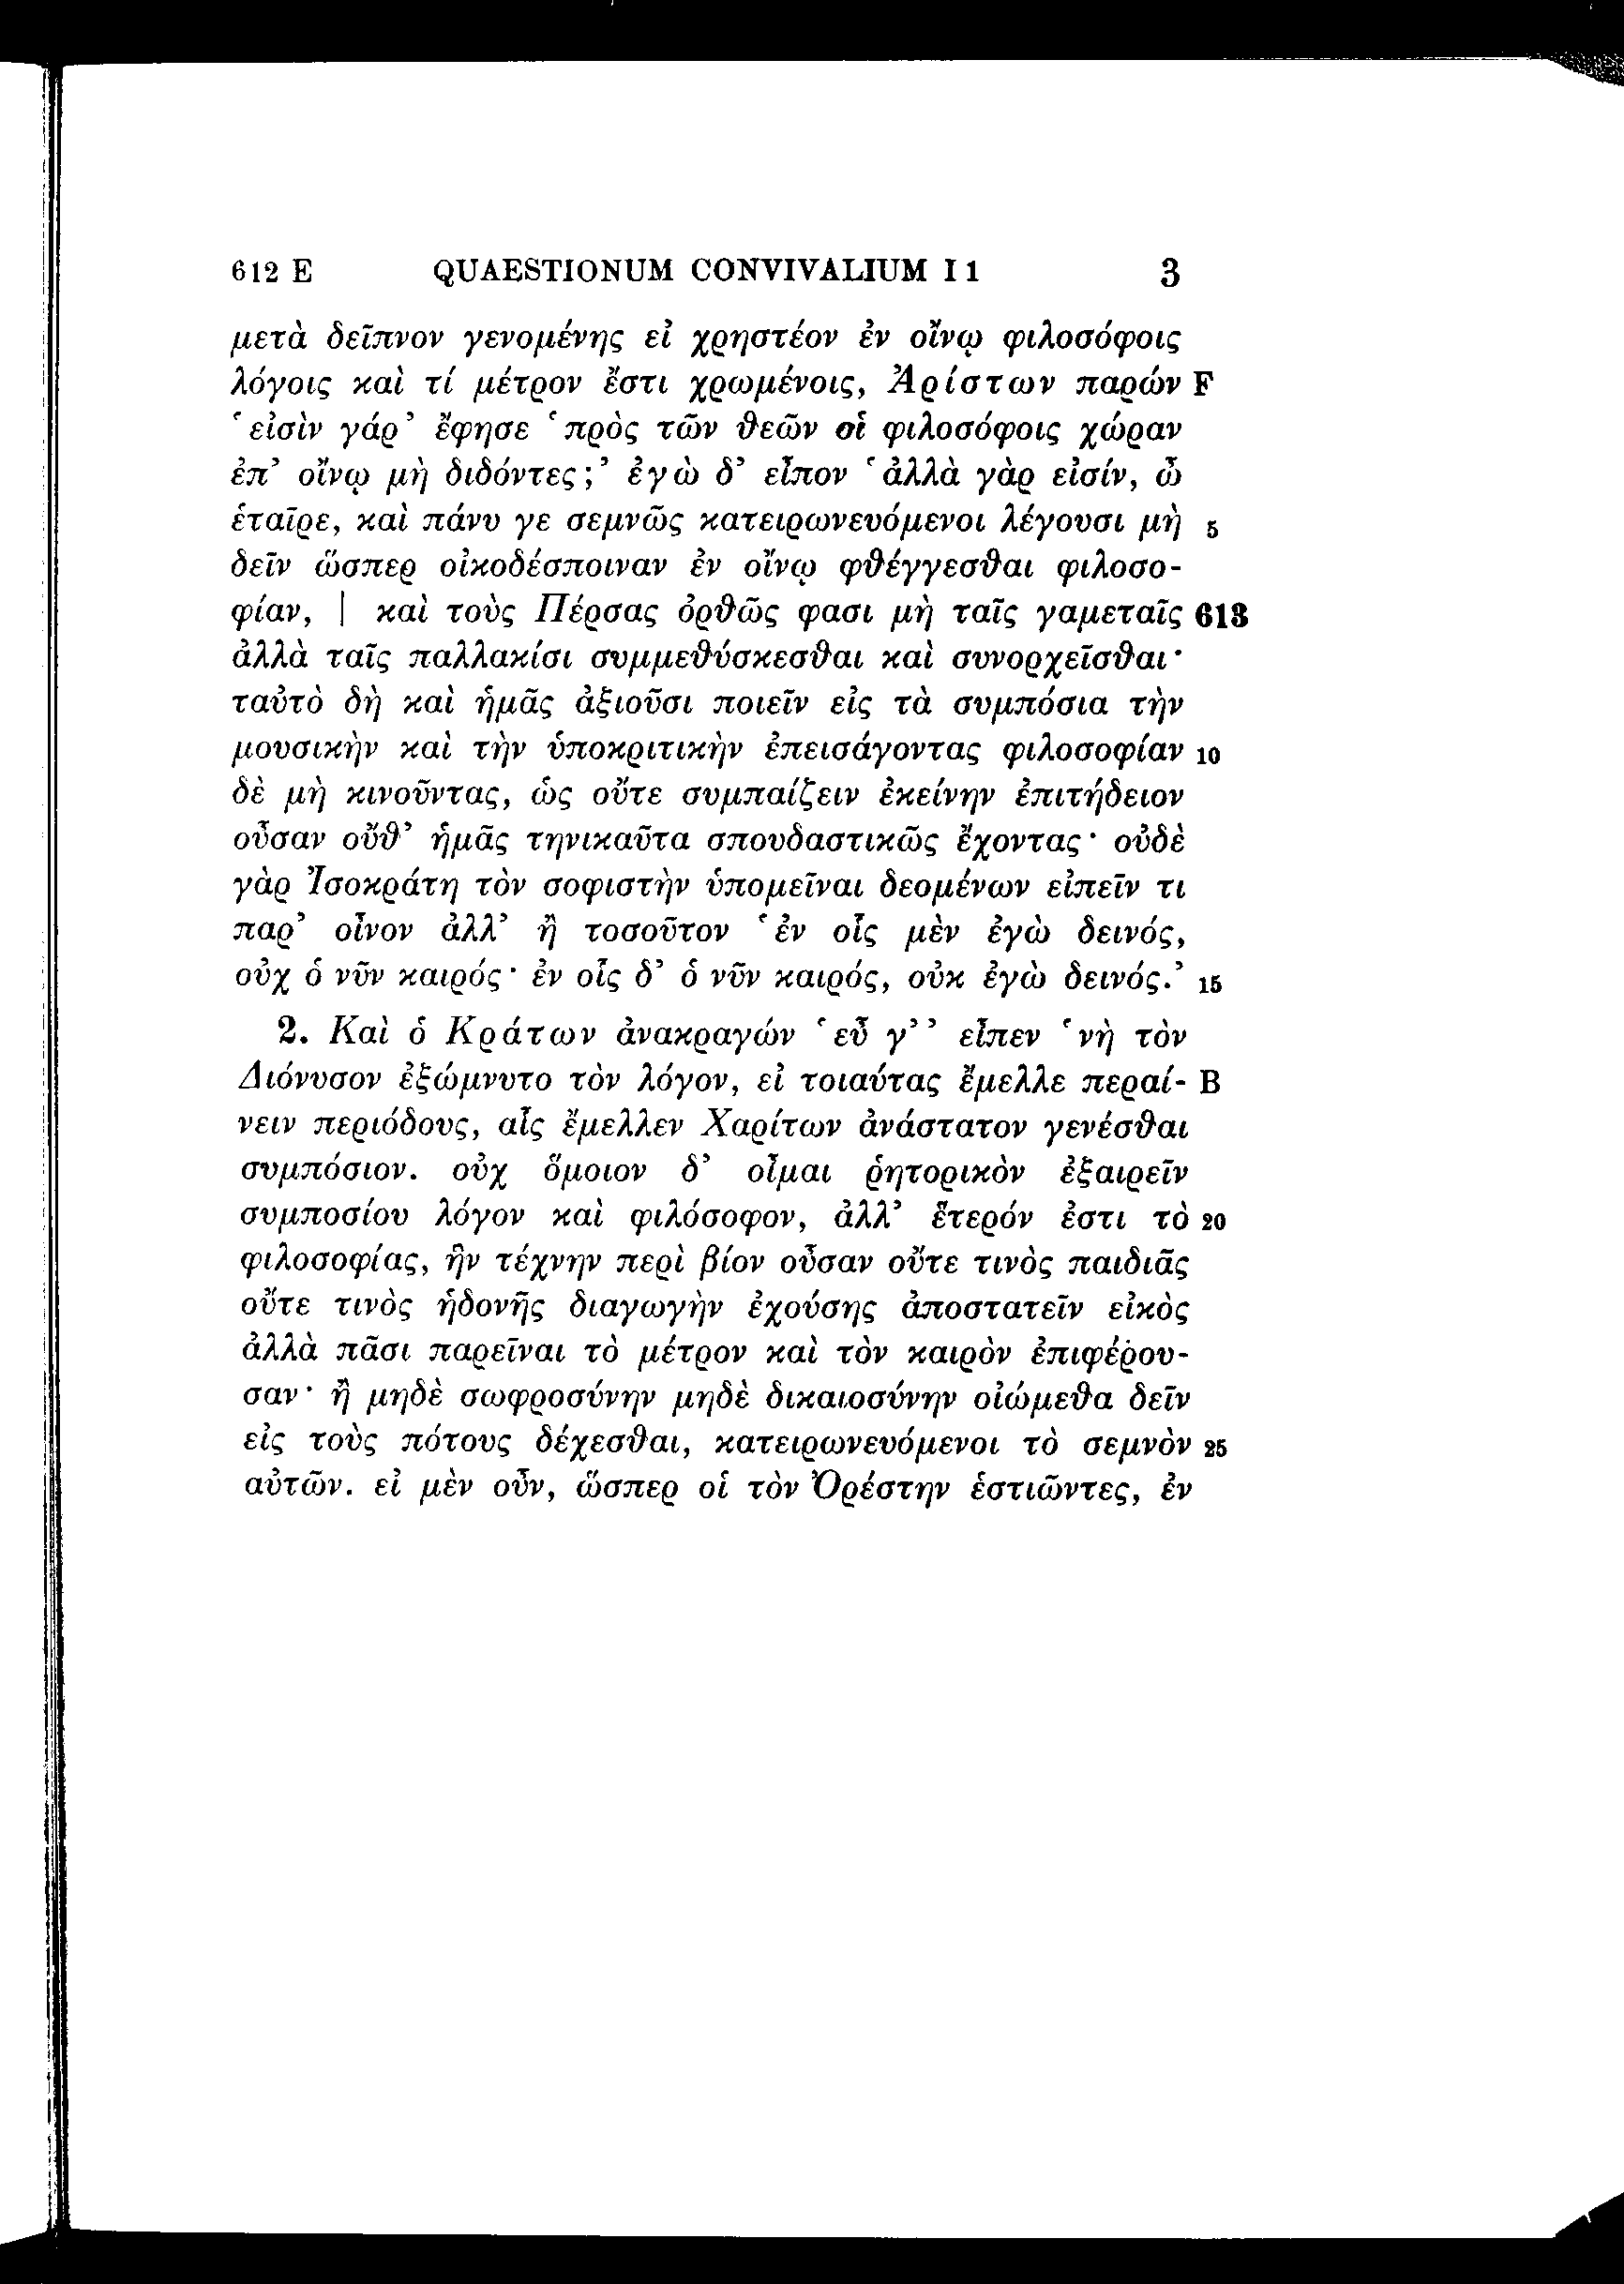 612 E QUAESTIONUM CONVIVALIUM I 1 3
μετὰ δεῖπνον γενομένης εἰ χρηστέον ἐν οἴνῳ φιλοσόφοις
λόγοις καὶ τί μέτρον ἔστι χρωμένοις, Ἀρίστων παρών F
‘εἰσὶν γάρ’ ἔφησε ‘πρὸς τῶν θεῶν οἱ φιλοσόφοις χώραν
ἐπ’ οἴνῳ μὴ διδόντες;’ ἐγὼ δ’ εἶπον ‘ἀλλὰ γὰρ εἰσίν, ὦ
ἑταῖρε, καὶ πάνυ γε σεμνῶς κατειρωνευόμενοι λέγουσι μὴ 5
δεῖν ὥσπερ οἰκοδέσποιναν ἐν οἴνῳ φθέγγεσθαι φιλοσο-
φίαν, | καὶ τοὺς Πέρσας ὀρθῶς φασι μὴ ταῖς γαμεταῖς 613
ἀλλὰ ταῖς παλλακίσι συμμεθύσκεσθαι καὶ συνορχεῖσθαι·
ταὐτὸ δὴ καὶ ἡμᾶς ἀξιοῦσι ποιεῖν εἰς τὰ συμπόσια τὴν
μουσικὴν καὶ τὴν ὑποκριτικὴν ἐπεισάγοντας φιλοσοφίαν 10
δὲ μὴ κινοῦντας, ὡς οὔτε συμπαίζειν ἐκείνην ἐπιτήδειον
οὖσαν οὔθ’ ἡμᾶς τηνικαῦτα σπουδαστικῶς ἔχοντας· οὐδὲ
γὰρ Ἰσοκράτη τὸν σοφιστὴν ὑπομεῖναι δεομένων εἰπεῖν τι
παρ’ οἶνον ἀλλ’ ἢ τοσοῦτον ‘ἐν οἷς μὲν ἐγὼ δεινός,
οὐχ ὁ νῦν καιρός· ἐν οἷς δ’ ὁ νῦν καιρός, οὐκ ἐγὼ δεινός.’ 15
2. Καὶ ὁ Κράτων ἀνακραγών ‘εὖ γ’’ εἶπεν ‘νὴ τὸν
Διόνυσον ἐξώμνυτο τὸν λόγον, εἰ τοιαύτας ἔμελλε περαί- B
νειν περιόδους, αἷς ἔμελλεν Χαρίτων ἀνάστατον γενέσθαι
συμπόσιον. οὐχ ὅμοιον δ’ οἶμαι ῥητορικὸν ἐξαιρεῖν
συμποσίου λόγον καὶ φιλόσοφον, ἀλλ’ ἕτερόν ἐστι τὸ 20
φιλοσοφίας, ἣν τέχνην περὶ βίον οὖσαν οὔτε τινὸς παιδιᾶς
οὔτε τινὸς ἡδονῆς διαγωγὴν ἐχούσης ἀποστατεῖν εἰκὸς
ἀλλὰ πᾶσι παρεῖναι τὸ μέτρον καὶ τὸν καιρὸν ἐπιφέρου-
σαν· ἢ μηδὲ σωφροσύνην μηδὲ δικαιοσύνην οἰώμεθα δεῖν
εἰς τοὺς πότους δέχεσθαι, κατειρωνευόμενοι τὸ σεμνὸν 25
αὐτῶν. εἰ μὲν οὖν, ὥσπερ οἱ τὸν Ὀρέστην ἑστιῶντες, ἐν